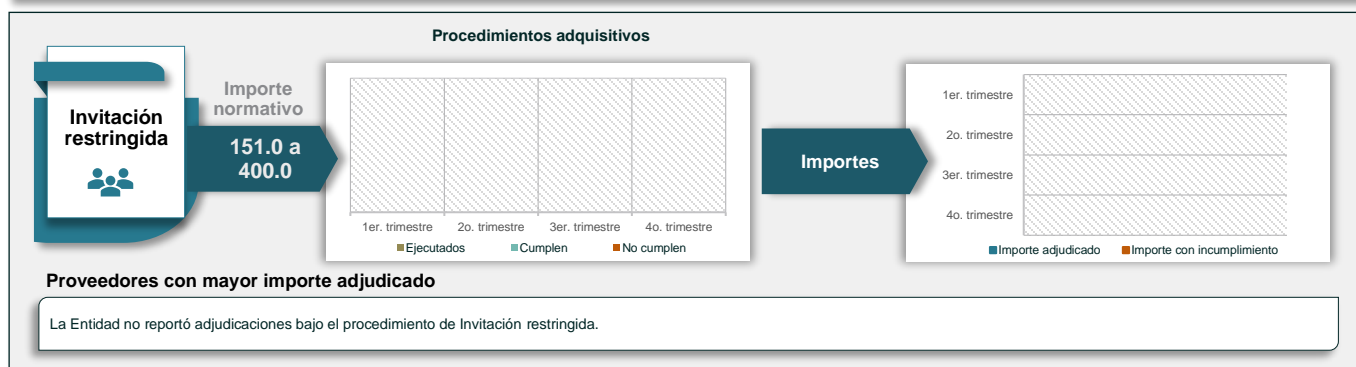 Procedimientos adquisitivos
Invitación
restringida
Importe
normativo
151.0 a
400.0
1er. trimestre 2o. trimestre 3er. trimestre 4o. trimestre
Ejecutados Cumplen No cumplen
Importes
1er. trimestre
2o. trimestre
3er. trimestre
4o. trimestre
Importe adjudicado Importe con incumplimiento
Proveedores con mayor importe adjudicado
La Entidad no reportó adjudicaciones bajo el procedimiento de Invitación restringida.